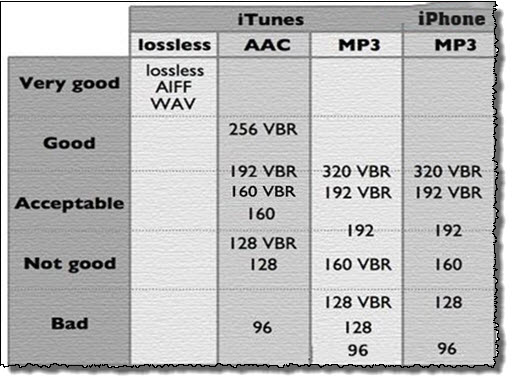 iTunes iPhone
lossless AAC MP3 MP3
Very good lossless
AIFF
WAV
Good 256 VBR
192 VBR 320 VBR 320 VBR
Acceptable 160 VBR 192 VBR 192 VBR
160
192 192
128 VBR
Not good 128 160 VBR 160
128 VBR 128
Bad 96 128
96 96